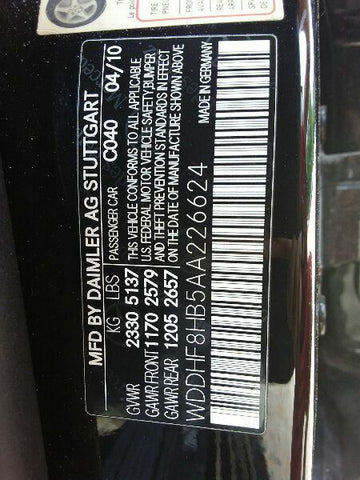 MFD BY DAIMLER AG STUTTGART
PASSENGER CAR C040 04/10
KG LBS
GVWR 2330 5137
GAWR FRONT 1170 2579
GAWR REAR 1205 2657
THIS VEHICLE CONFORMS TO ALL APPLICABLE
U.S. FEDERAL MOTOR VEHICLE SAFETY, BUMPER
AND THEFT PREVENTION STANDARDS IN EFFECT
ON THE DATE OF MANUFACTURE SHOWN ABOVE
WDDHF8HB5AA226624
MADE IN GERMANY